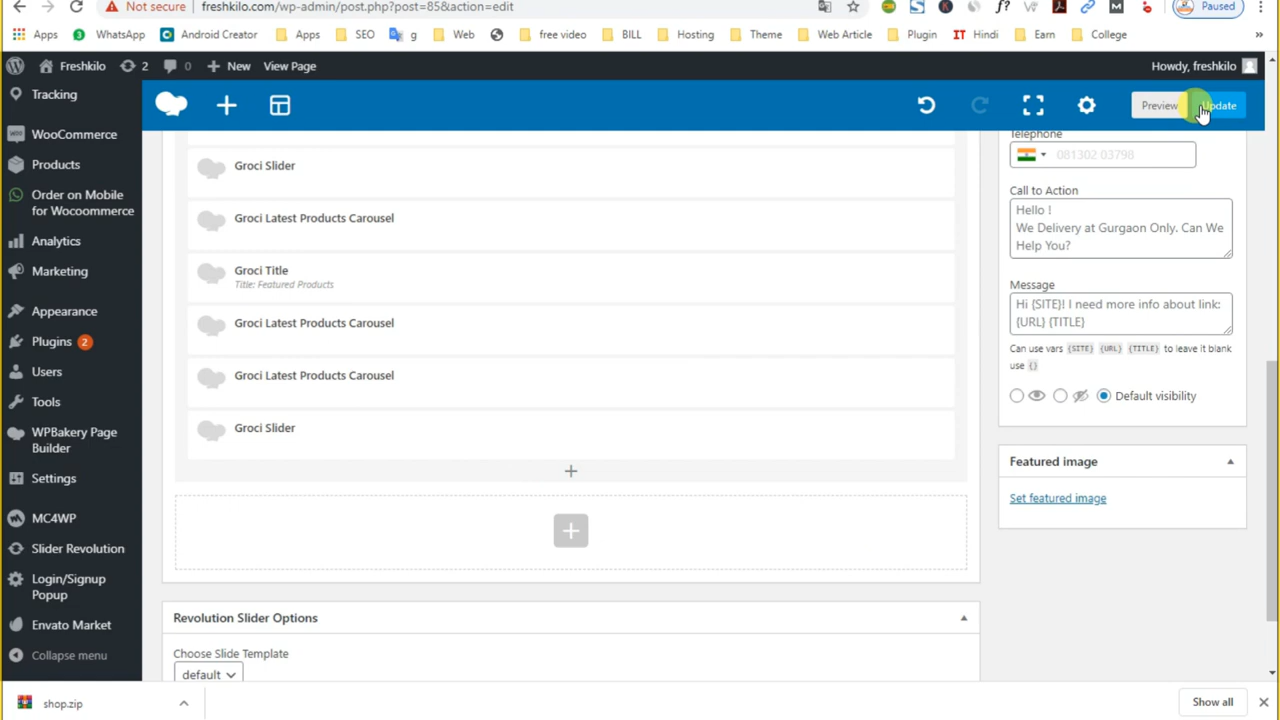 Not secure
freshkilo.com/wp-admin/post.php?post=85&action=edit
Paused
Apps
WhatsApp
Android Creator
Apps
SEO
g
Web
free video
BILL
Hosting
Theme
Web Article
Plugin
IT Hindi
Earn
College
»
Freshkilo
2
0
New
View Page
Howdy, freshkilo
Tracking
WooCommerce
Products
Order on Mobile
for Wocoommerce
Analytics
Marketing
Appearance
Plugins 2
Users
Tools
WPBakery Page
Builder
Settings
MC4WP
Slider Revolution
Login/Signup
Popup
Envato Market
Collapse menu
Preview
Update
Groci Slider
Groci Latest Products Carousel
Groci Title
Title: Featured Products
Groci Latest Products Carousel
Groci Latest Products Carousel
Groci Slider
Revolution Slider Options
Choose Slide Template
default
Telephone
081302 03798
Call to Action
Hello !
We Delivery at Gurgaon Only. Can We
Help You?
Message
Hi {SITE}! I need more info about link:
{URL} {TITLE}
Can use vars {SITE} {URL} {TITLE} to leave it blank
use {}
Default visibility
Featured image
Set featured image
shop.zip
Show all